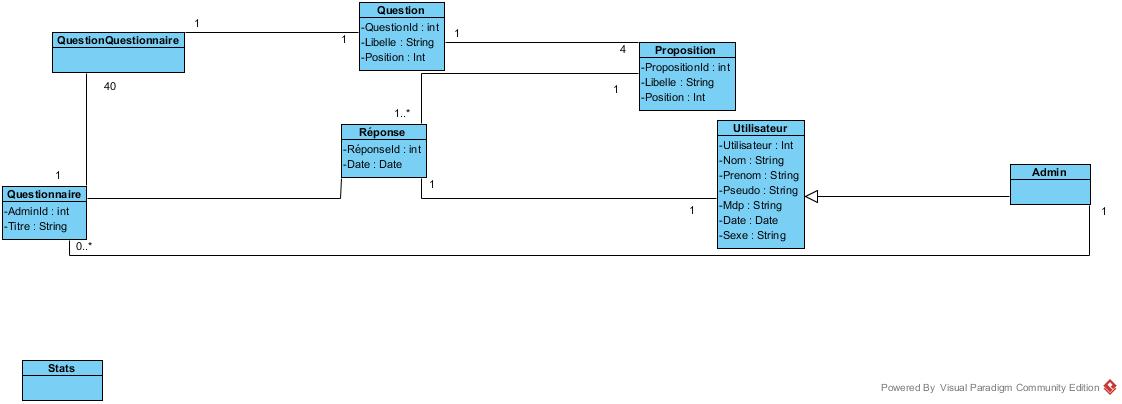 Question
-QuestionId : int
-Libelle : String
-Position : Int
QuestionQuestionnaire
1
1
1
4
Proposition
-PropositionId : int
-Libelle : String
-Position : Int
40
1
1..*
Réponse
-RéponseId : int
-Date : Date
Utilisateur
-Utilisateur : Int
-Nom : String
-Prenom : String
-Pseudo : String
-Mdp : String
-Date : Date
-Sexe : String
Admin
1
1
1
1
Questionnaire
-AdminId : int
-Titre : String
0..*
Stats
Powered By Visual Paradigm Community Edition